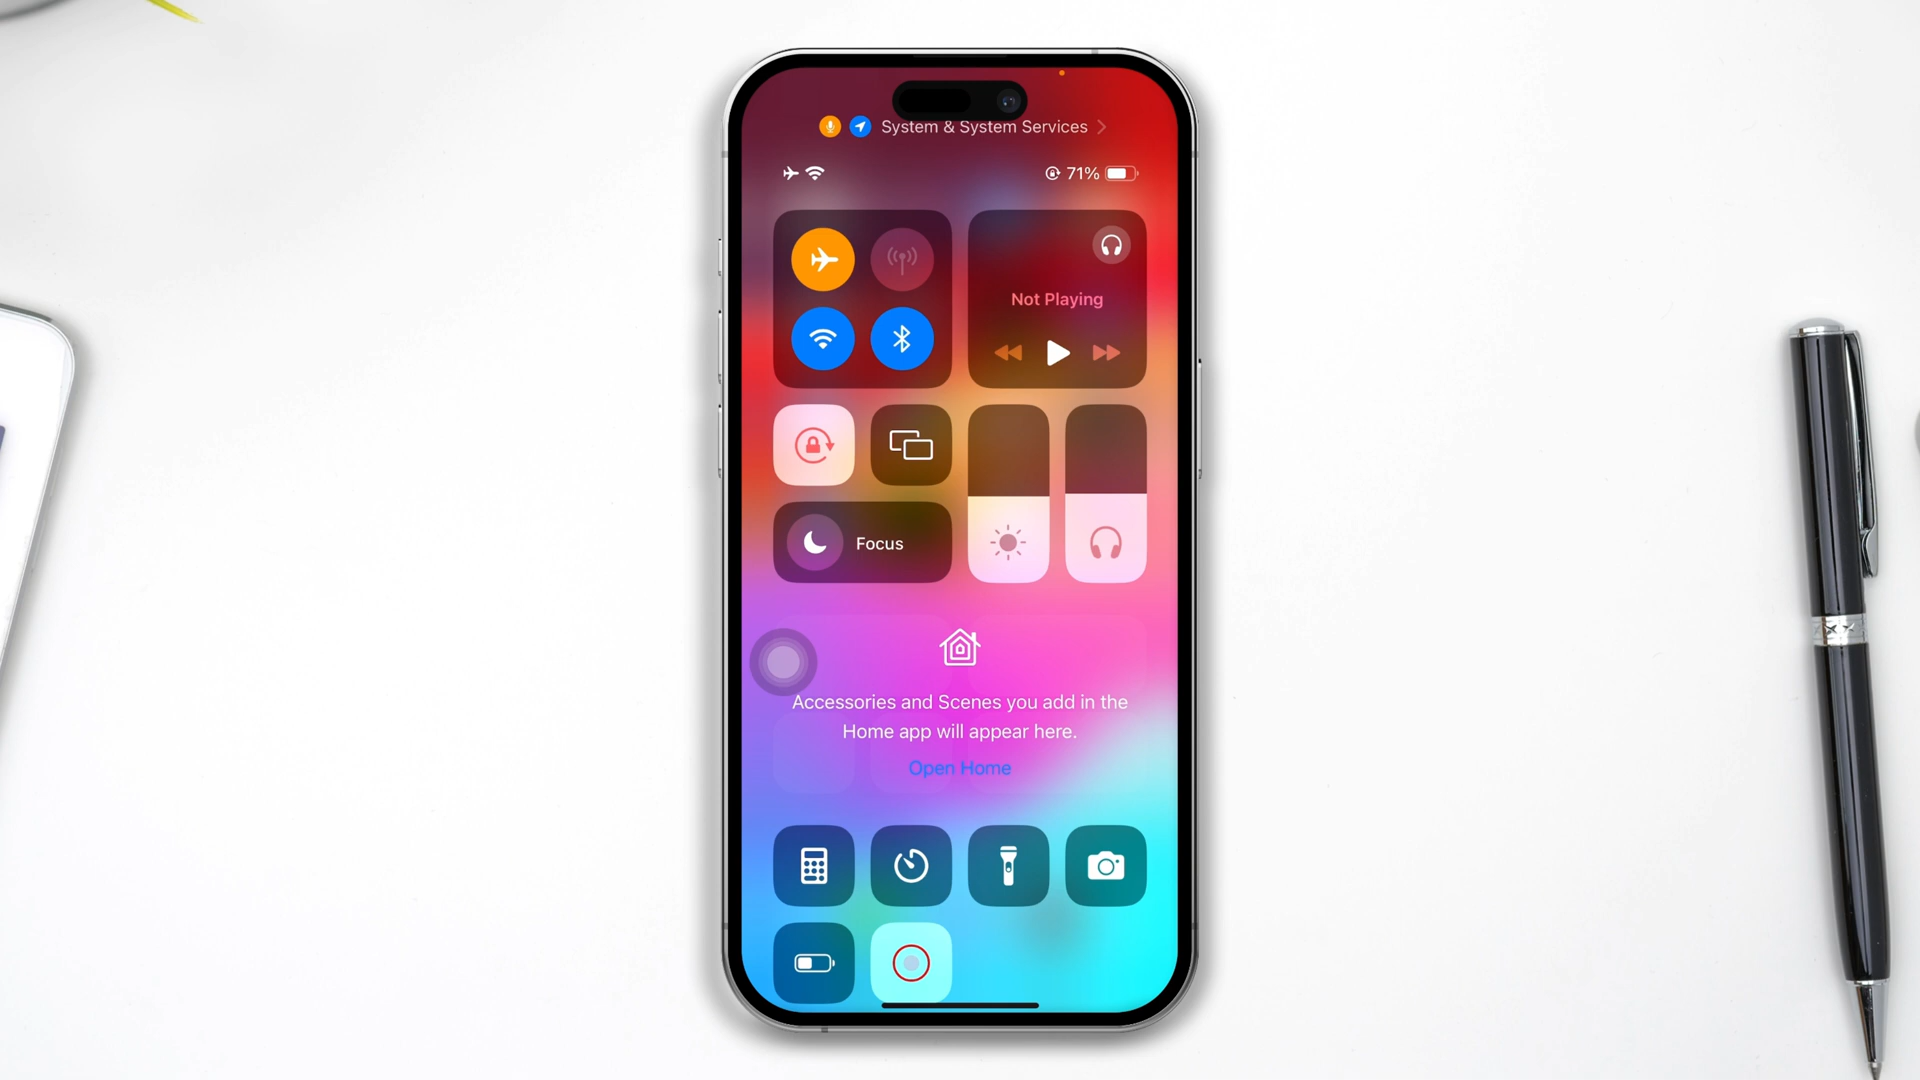 System & System Services
71%
Not Playing
Focus
Accessories and Scenes you add in the
Home app will appear here.
Open Home